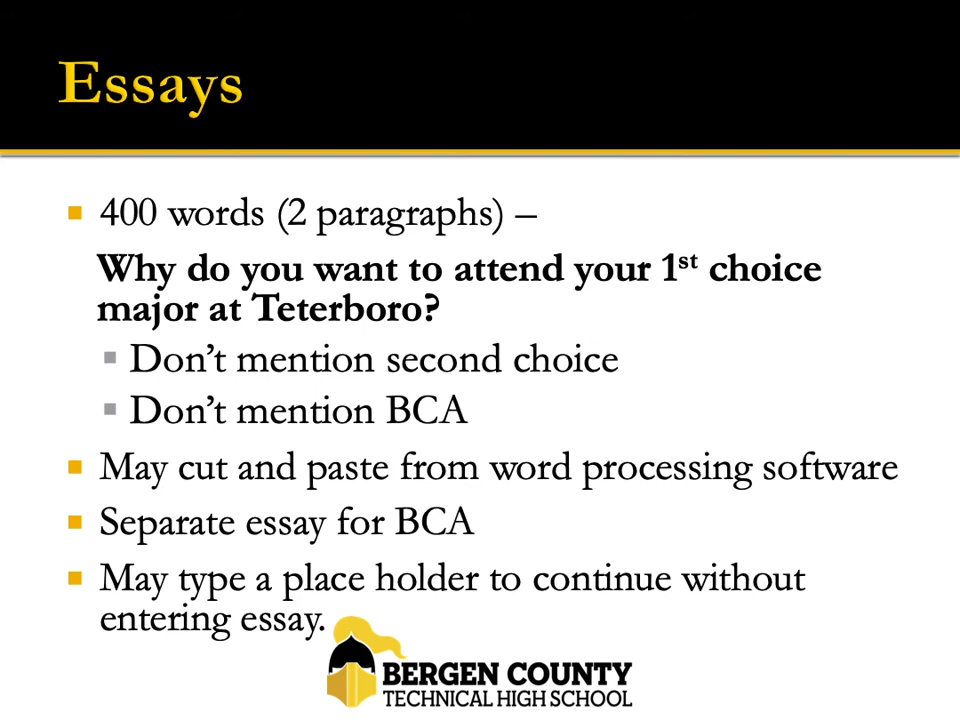 Essays
400 words (2 paragraphs) –
Why do you want to attend your 1st choice
major at Teterboro?
Don't mention second choice
Don't mention BCA
May cut and paste from word processing software
Separate essay for BCA
May type a place holder to continue without
entering essay.
BERGEN COUNTY
TECHNICAL HIGH SCHOOL